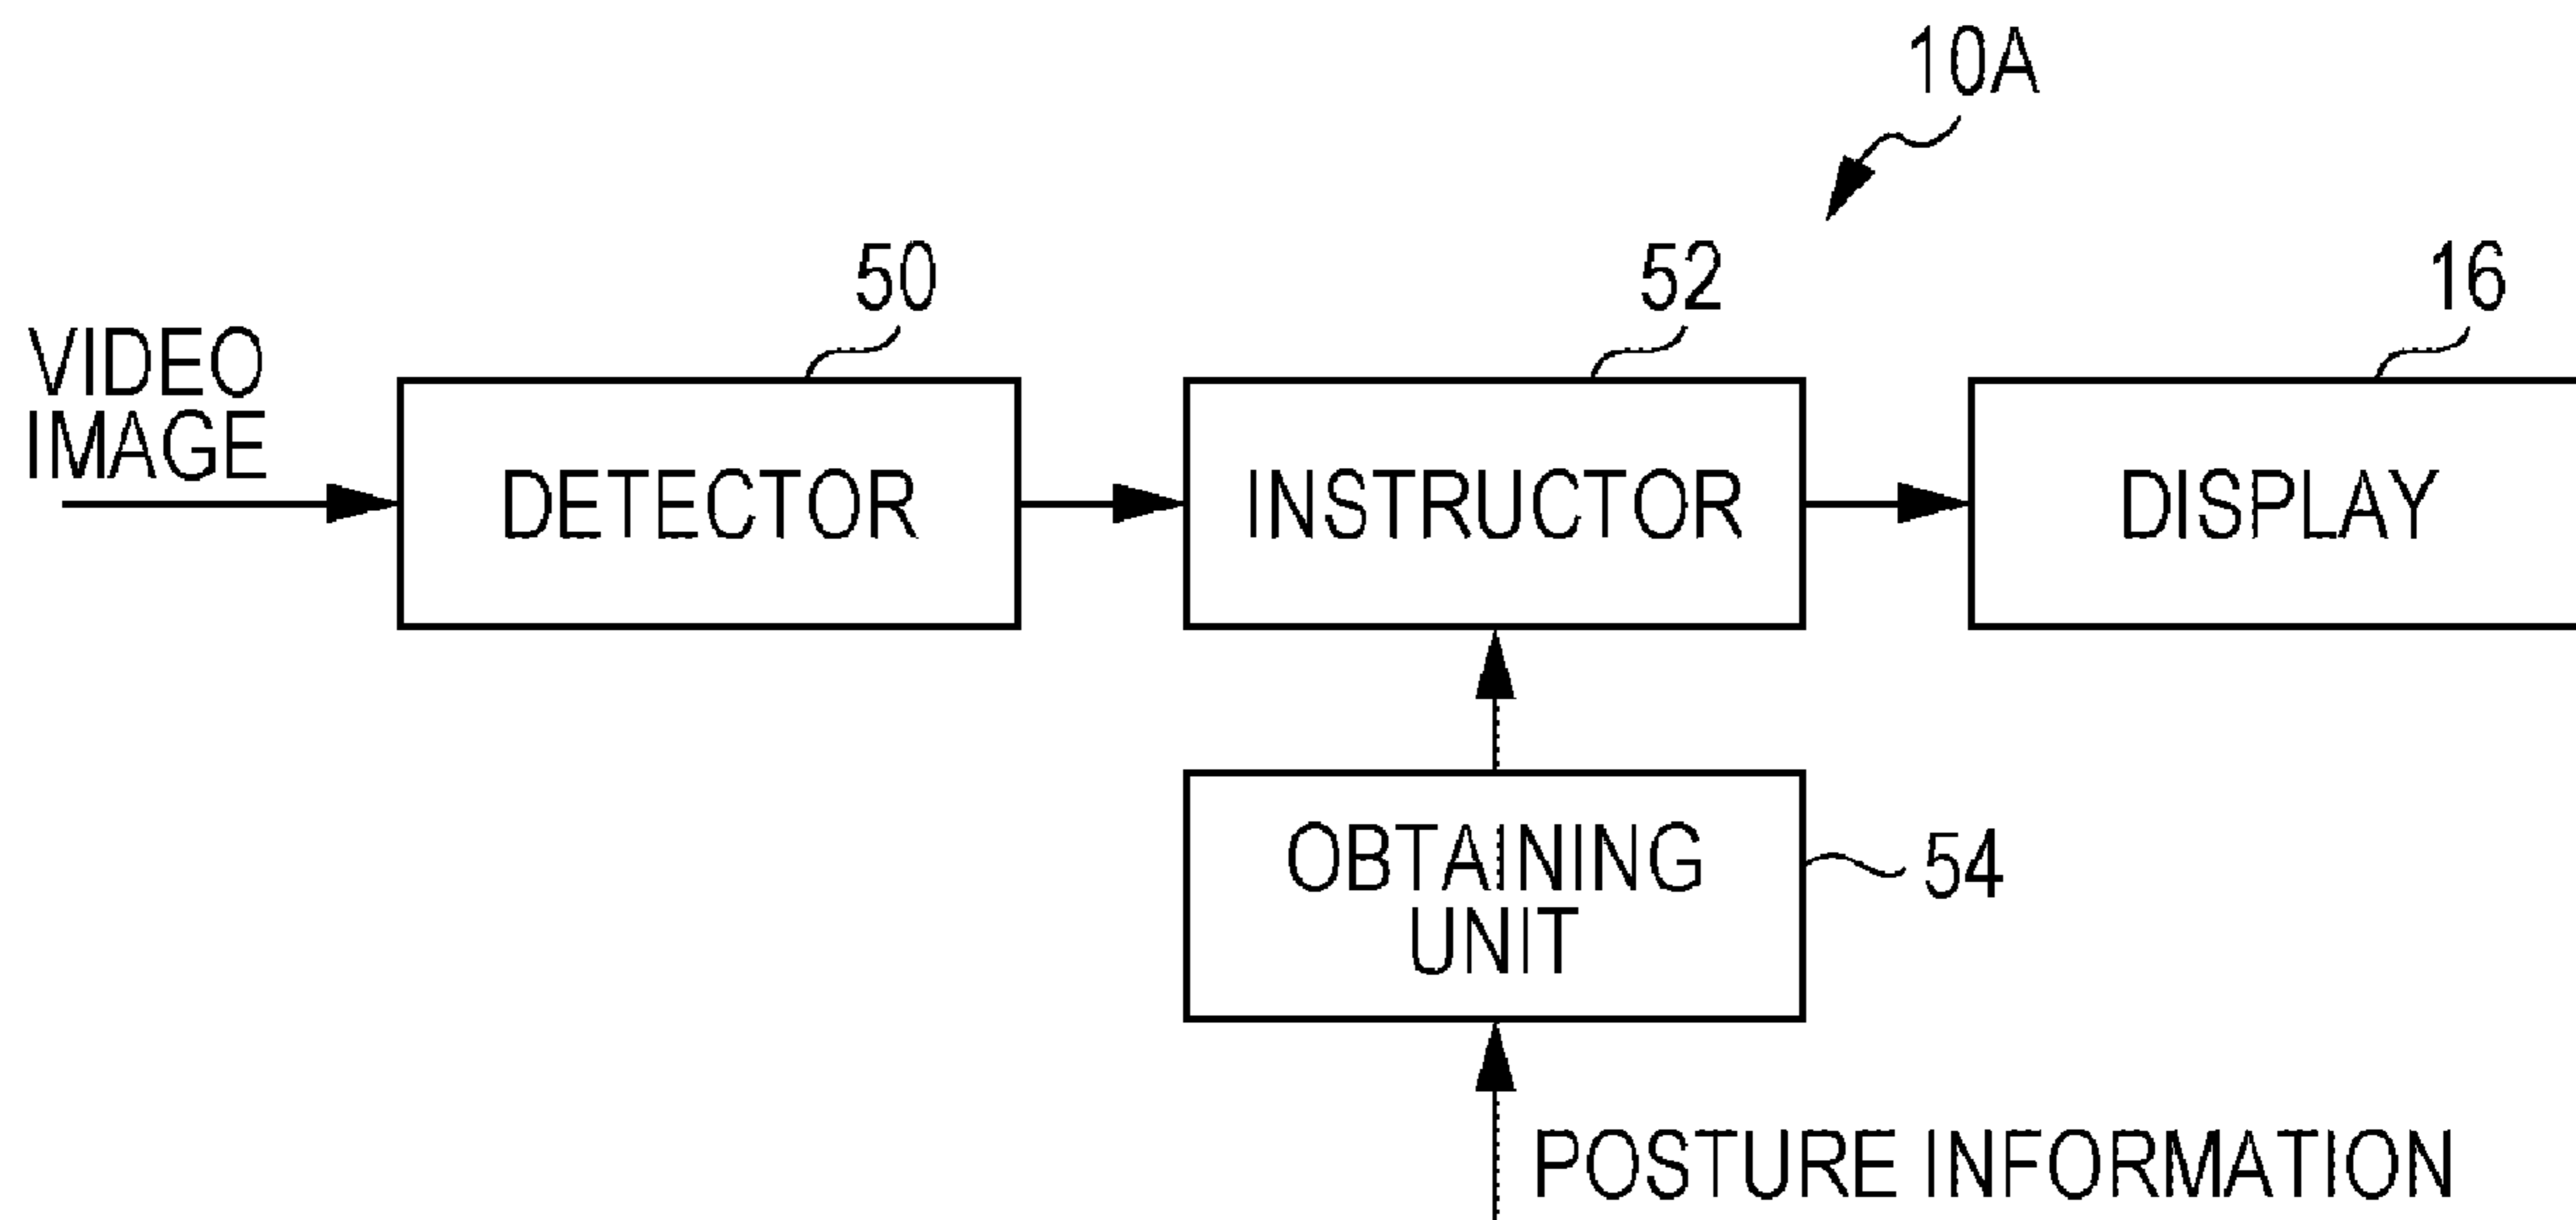 10A
50
52
16
VIDEO
IMAGE
DETECTOR
INSTRUCTOR
DISPLAY
OBTAINING
UNIT
54
POSTURE INFORMATION